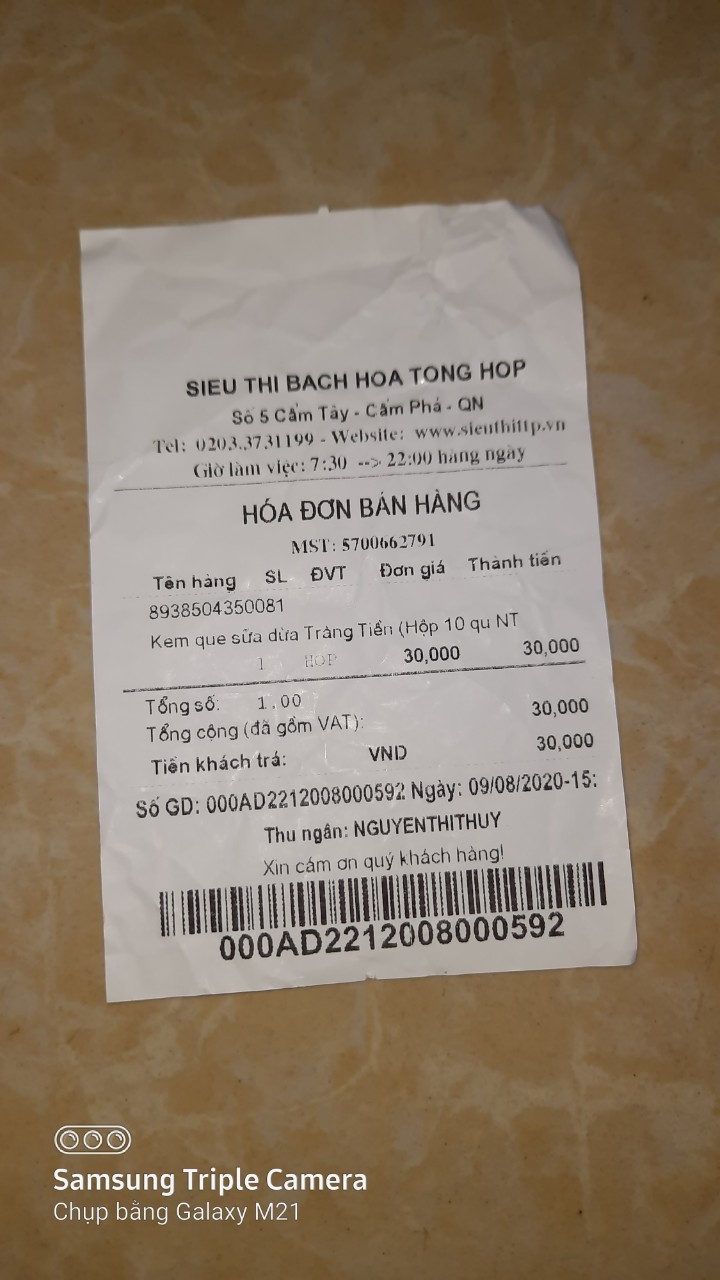 SIEU THI BACH HOA TONG HOP
Số 5 Cẩm Tây - Cẩm Phả - QN
Tel: 0203.3731199 - Website: www.sieuthittp.vn
Giờ làm việc: 7:30 --> 22:00 hàng ngày
HÓA ĐƠN BÁN HÀNG
MST: 5700662791
Tên hàng SL ĐVT Đơn giá Thành tiền
8938504350081
Kem que sữa dừa Tràng Tiền (Hộp 10 qu NT
1 HOP 30,000 30,000
Tổng số: 1.00
Tổng cộng (đã gồm VAT): 30,000
Tiền khách trả: VND 30,000
Số GD: 000AD2212008000592 Ngày: 09/08/2020-15:
Thu ngân: NGUYENTHITHUY
Xin cám ơn quý khách hàng!
000AD2212008000592
Samsung Triple Camera
Chụp bằng Galaxy M21